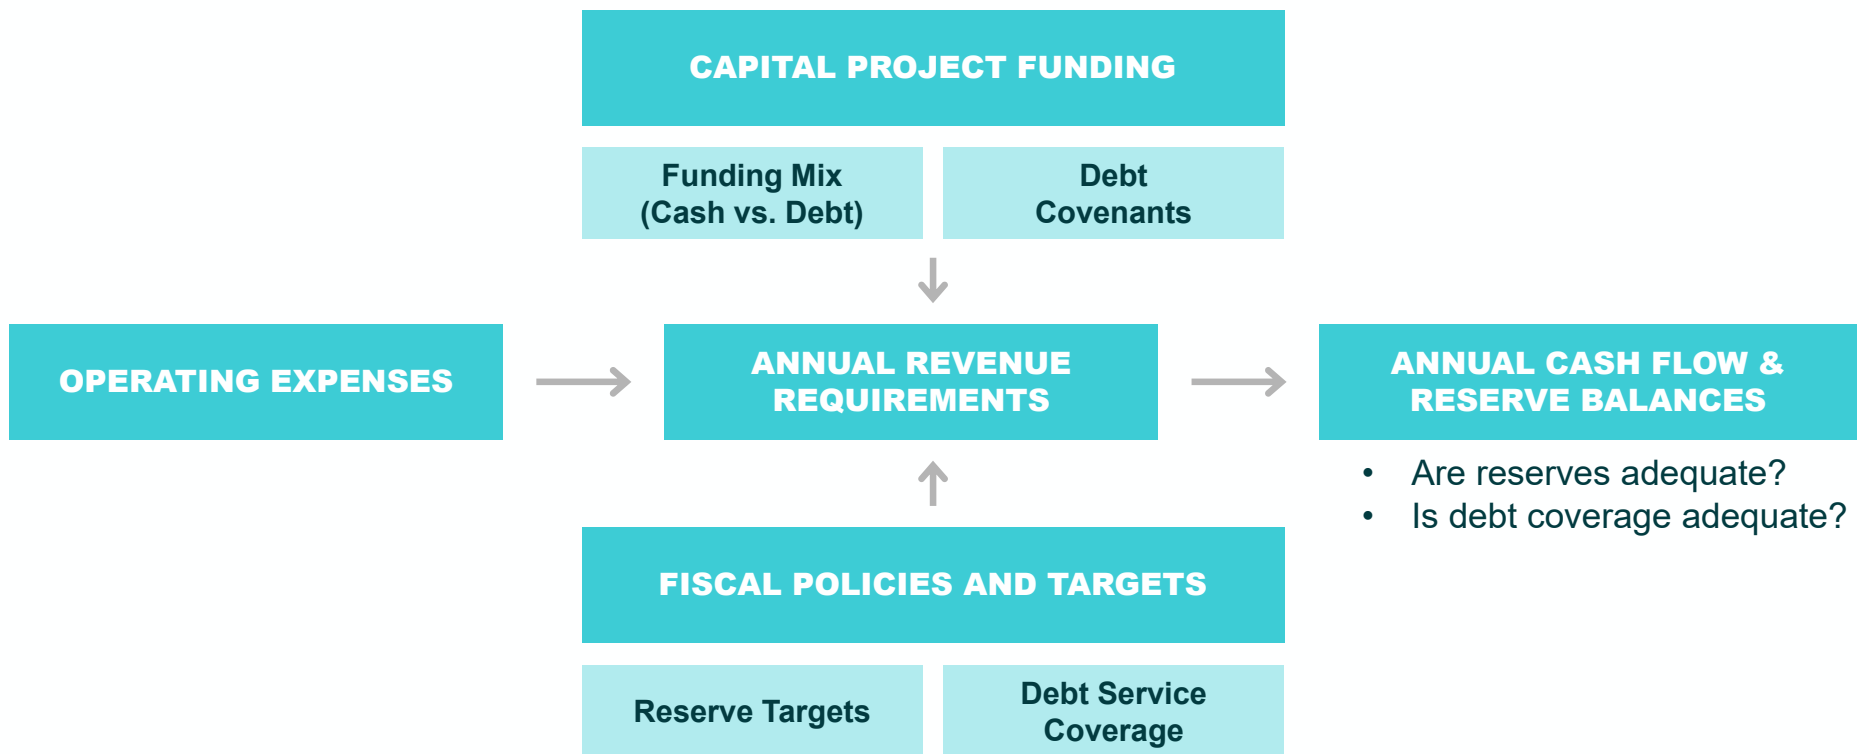 CAPITAL PROJECT FUNDING
Funding Mix
(Cash vs. Debt)
Debt
Covenants
OPERATING EXPENSES
ANNUAL REVENUE
REQUIREMENTS
ANNUAL CASH FLOW &
RESERVE BALANCES
• Are reserves adequate?
• Is debt coverage adequate?
FISCAL POLICIES AND TARGETS
Reserve Targets
Debt Service
Coverage